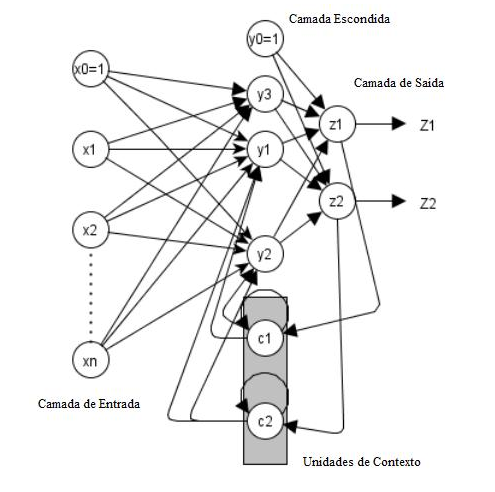 Camada Escondida
y0=1
x0=1
Camada de Saída
y3
z1
Z1
x1
y1
z2
Z2
x2
y2
c1
xn
Camada de Entrada
c2
Unidades de Contexto